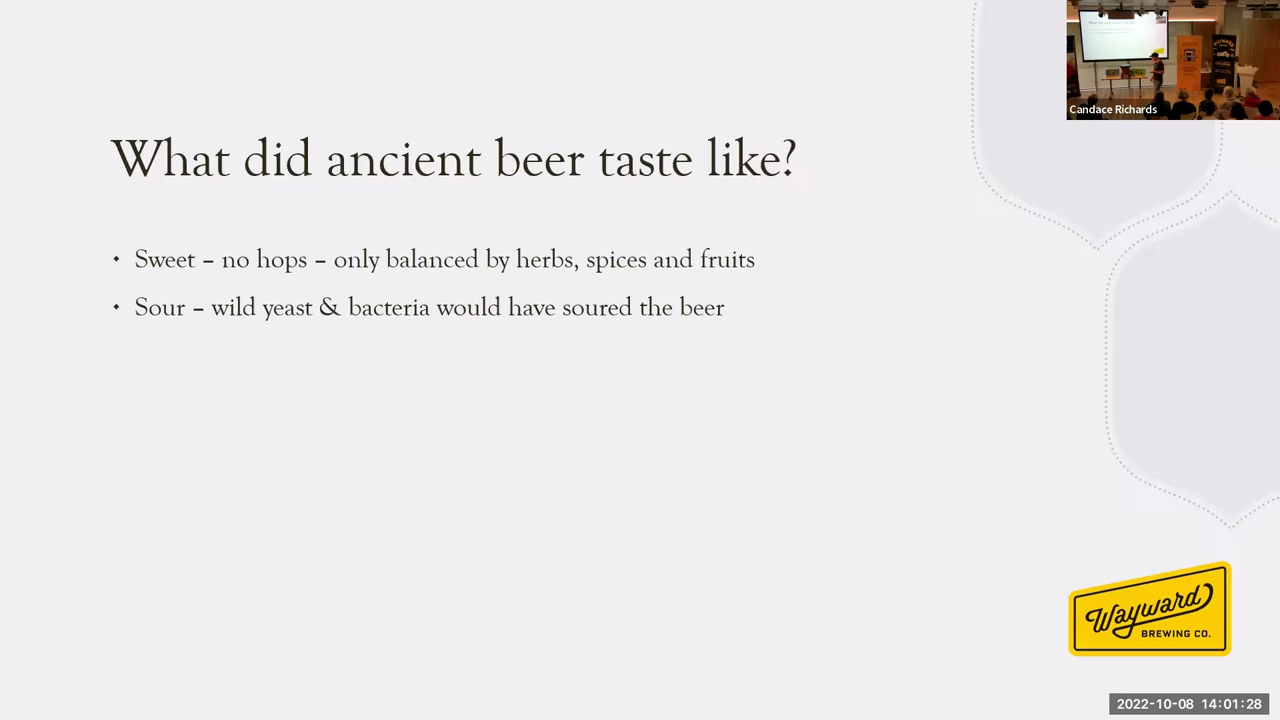 What did ancient beer taste like?
• Sweet – no hops – only balanced by herbs, spices and fruits
• Sour – wild yeast & bacteria would have soured the beer
Candace Richards
Wayward
BREWING CO.
2022-10-08 14:01:28